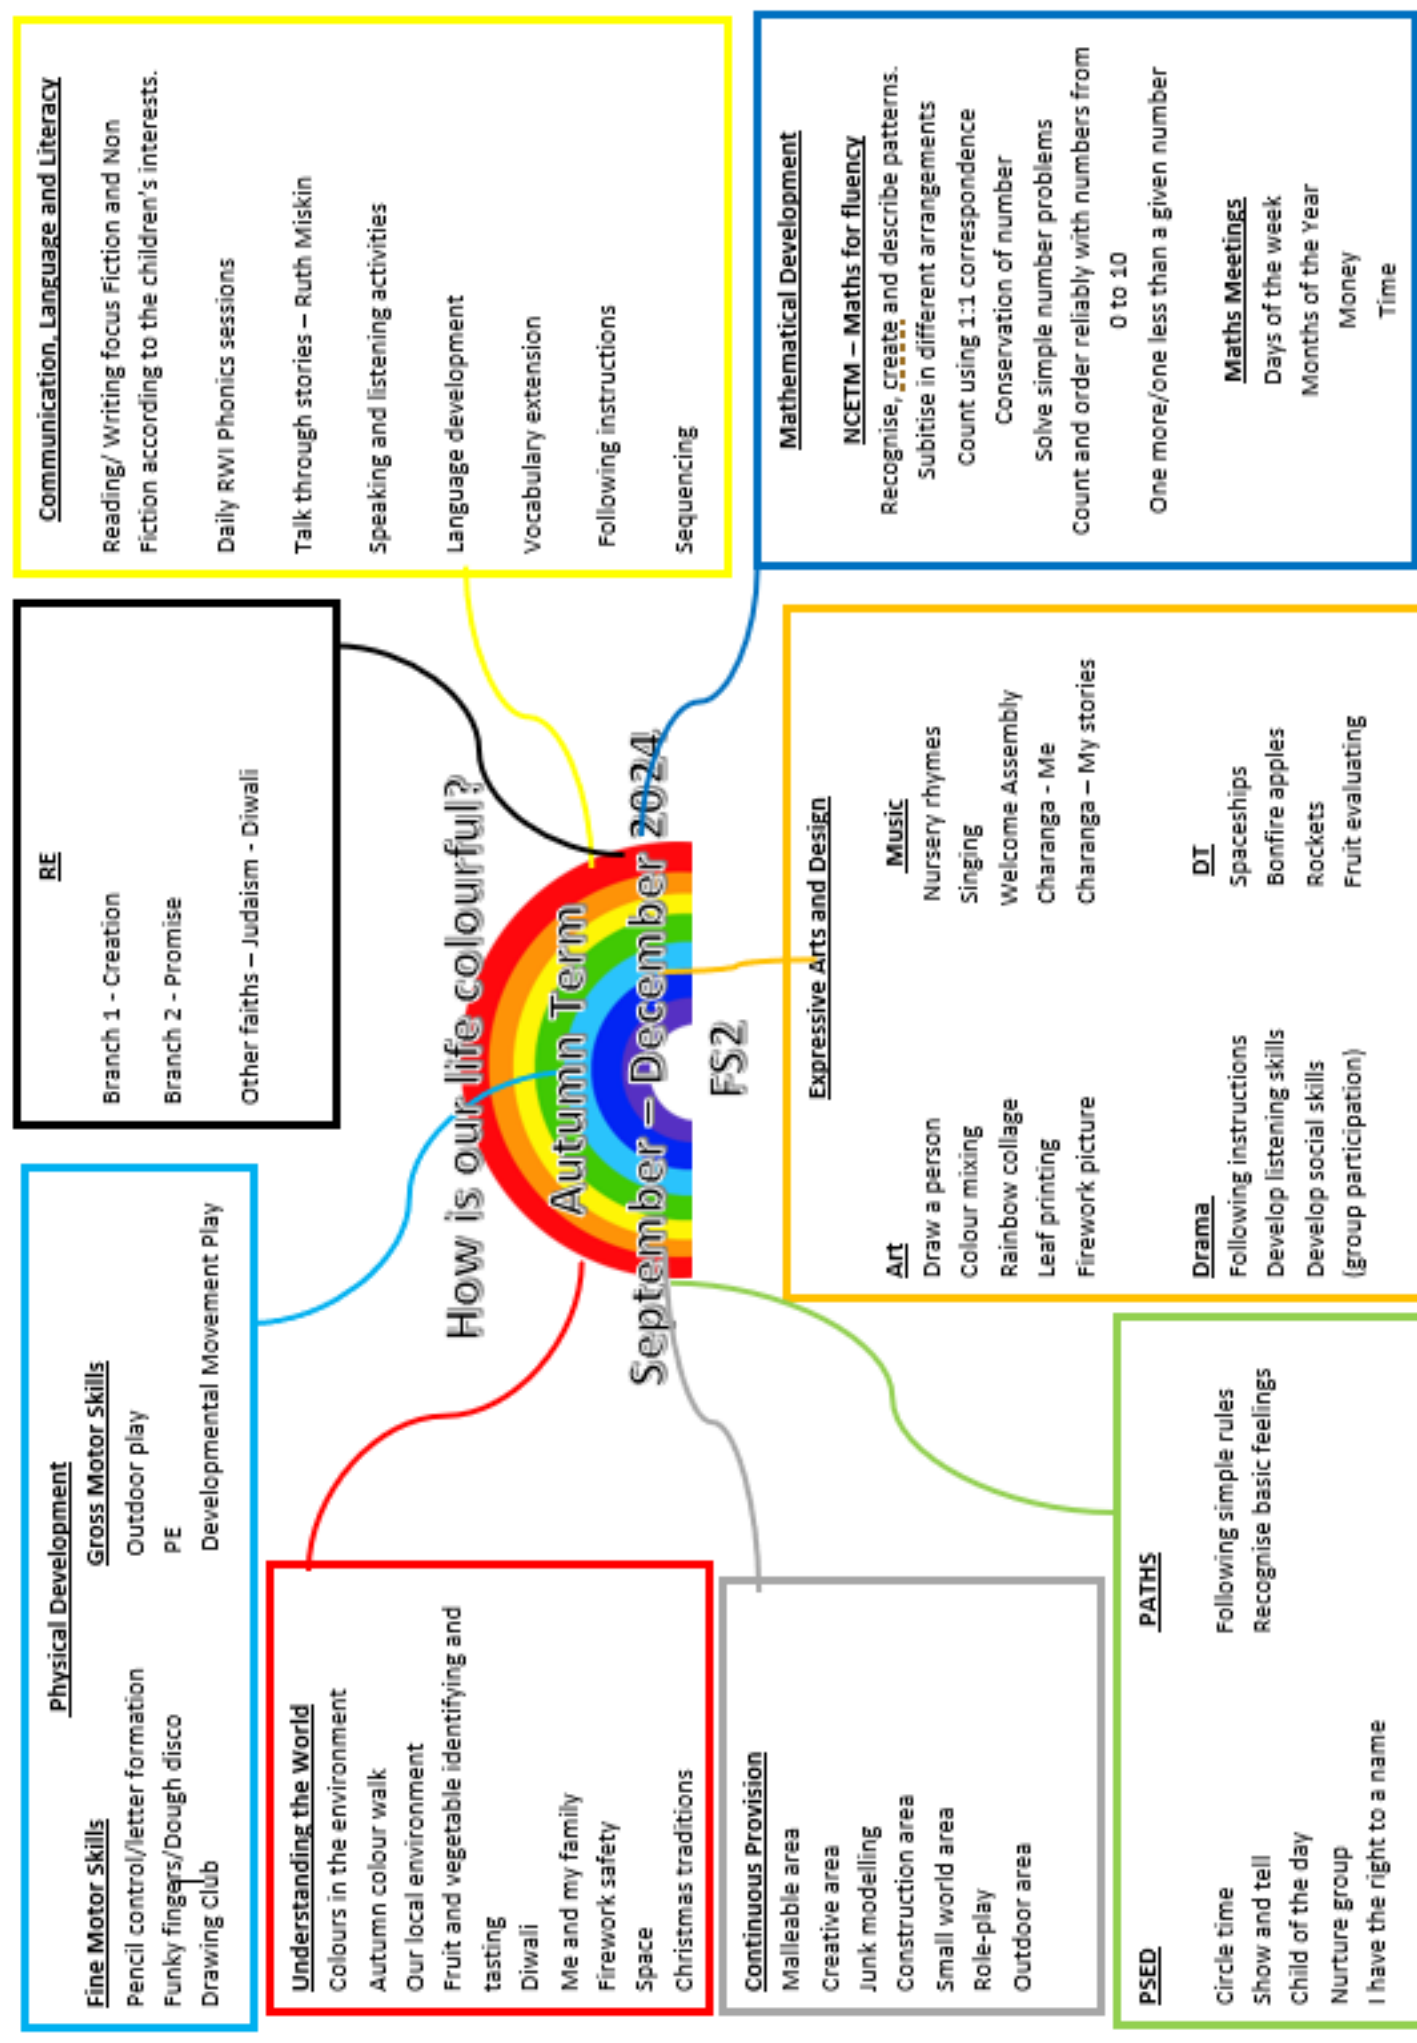 Physical Development
Fine Motor Skills
Pencil control/letter formation
Funky fingers/Dough disco
Drawing Club
Gross Motor Skills
Outdoor play
PE
Developmental Movement Play
RE
Branch 1 - Creation
Branch 2 - Promise
Other faiths – Judaism - Diwali
Communication, Language and Literacy
Reading/ Writing focus Fiction and Non
Fiction according to the children's interests.
Daily RWI Phonics sessions
Talk through stories – Ruth Miskin
Speaking and listening activities
Language development
Vocabulary extension
Following instructions
Sequencing
Understanding the World
Colours in the environment
Autumn colour walk
Our local environment
Fruit and vegetable identifying and
tasting
Diwali
Me and my family
Firework safety
Space
Christmas traditions
How is our life colourful?
Autumn Term
September – December 2024
FS2
Continuous Provision
Malleable area
Creative area
Junk modelling
Construction area
Small world area
Role-play
Outdoor area
Mathematical Development
NCETM – Maths for fluency
Recognise, create and describe patterns.
Subitise in different arrangements
Count using 1:1 correspondence
Conservation of number
Solve simple number problems
Count and order reliably with numbers from
0 to 10
One more/one less than a given number
Maths Meetings
Days of the week
Months of the Year
Money
Time
PSED
Circle time
Show and tell
Child of the day
Nurture group
I have the right to a name
PATHS
Following simple rules
Recognise basic feelings
Expressive Arts and Design
Art
Draw a person
Colour mixing
Rainbow collage
Leaf printing
Firework picture
Music
Nursery rhymes
Singing
Welcome Assembly
Charanga - Me
Charanga – My stories
Drama
Following instructions
Develop listening skills
Develop social skills
(group participation)
DT
Spaceships
Bonfire apples
Rockets
Fruit evaluating